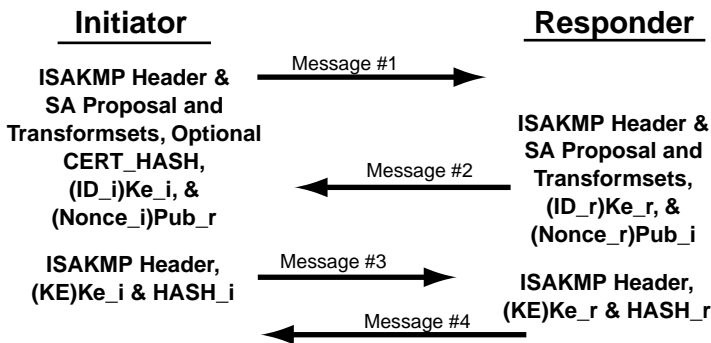 Initiator
Responder
Message #1
ISAKMP Header &
SA Proposal and
Transformsets, Optional
CERT_HASH,
(ID_i)Ke_i, &
(Nonce_i)Pub_r
Message #2
ISAKMP Header &
SA Proposal and
Transformsets,
(ID_r)Ke_r, &
(Nonce_r)Pub_i
ISAKMP Header,
(KE)Ke_i & HASH_i
Message #3
Message #4
ISAKMP Header,
(KE)Ke_r & HASH_r